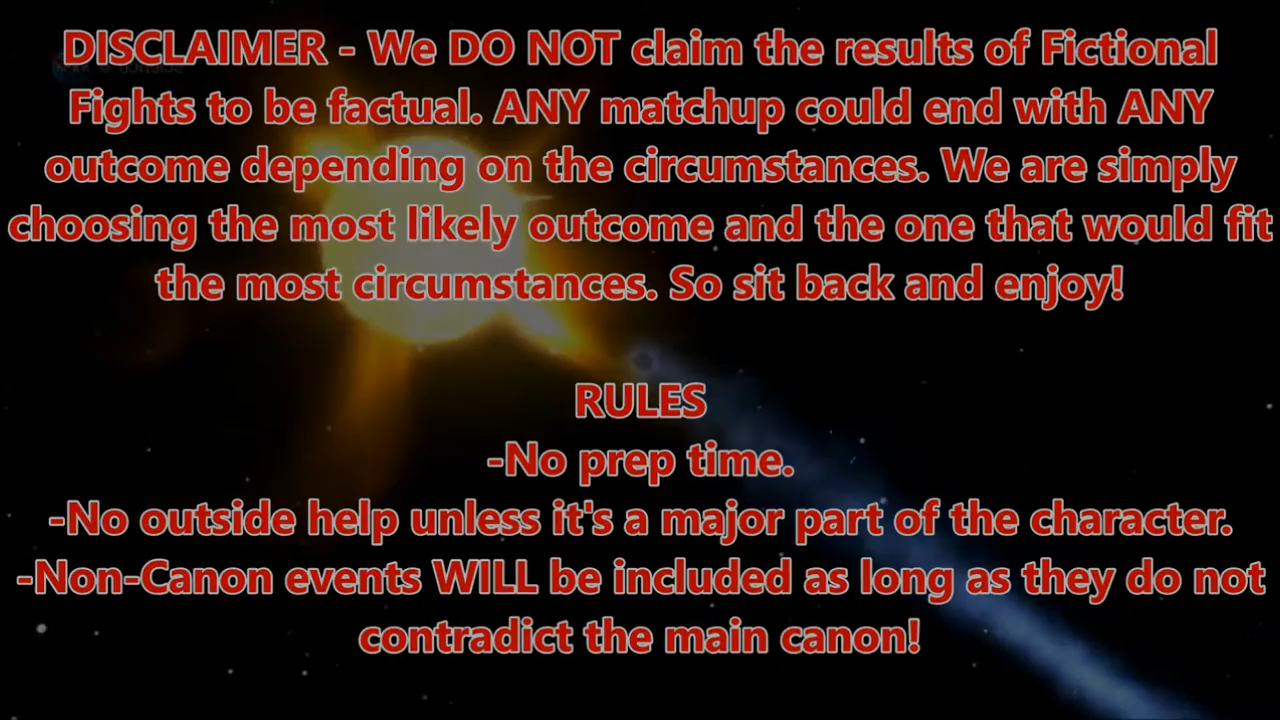 DISCLAIMER - We DO NOT claim the results of Fictional
Fights to be factual. ANY matchup could end with ANY
outcome depending on the circumstances. We are simply
choosing the most likely outcome and the one that would fit
the most circumstances. So sit back and enjoy!
RULES
-No prep time.
-No outside help unless it's a major part of the character.
-Non-Canon events WILL be included as long as they do not
contradict the main canon!